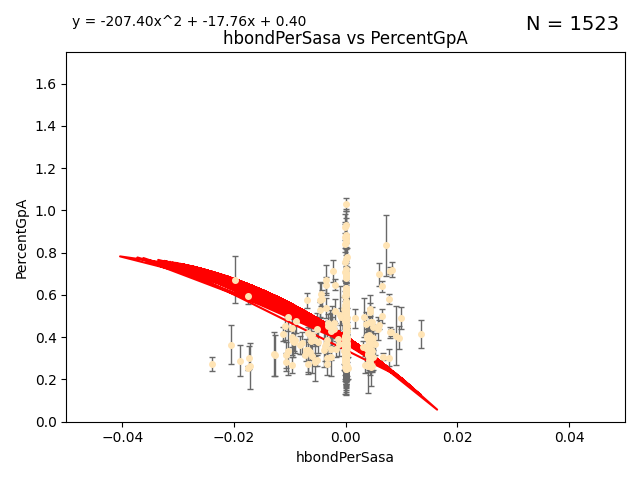 y = -207.40x^2 + -17.76x + 0.40
N = 1523
hbondPerSasa vs PercentGpA
1.6
1.4
1.2
1.0
0.8
0.6
0.4
0.2
0.0
PercentGpA
−0.04 −0.02 0.00 0.02 0.04
hbondPerSasa